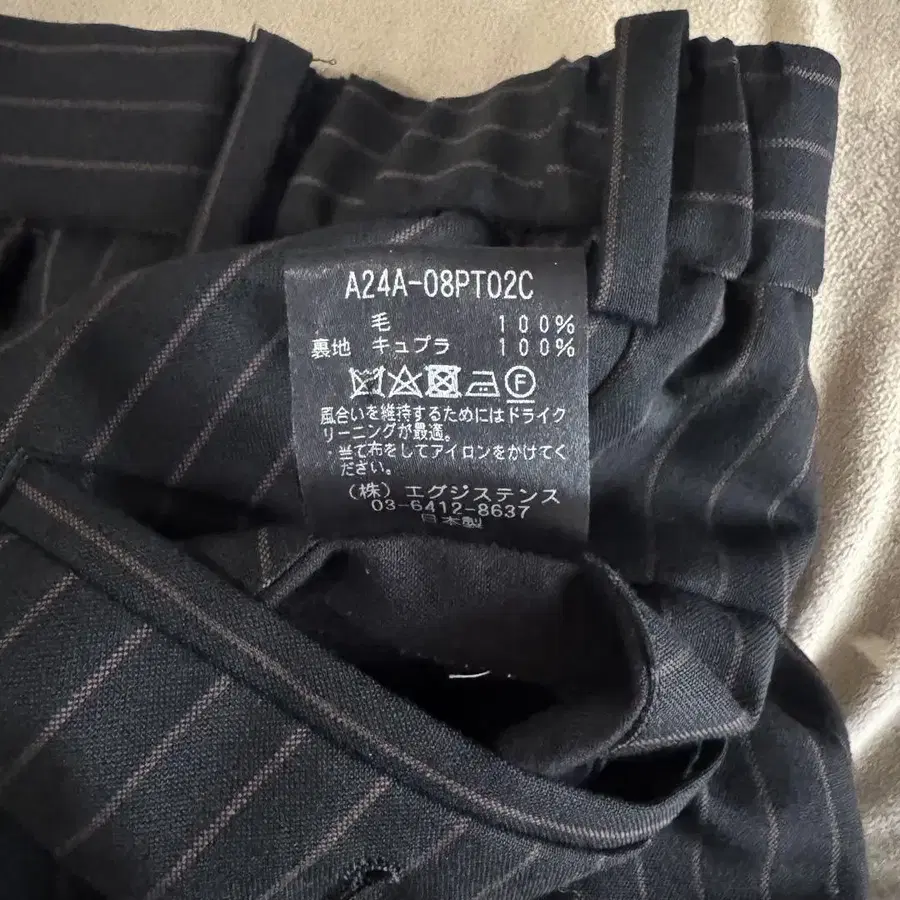 A24A-08PT02C
毛 100%
裏地 キュプラ 100%
F
風合いを維持するためにはドライク
リーニングが最適。
・当て布をしてアイロンをかけてく
ださい。
(株) エグジステンス
03-6412-8637
日本製